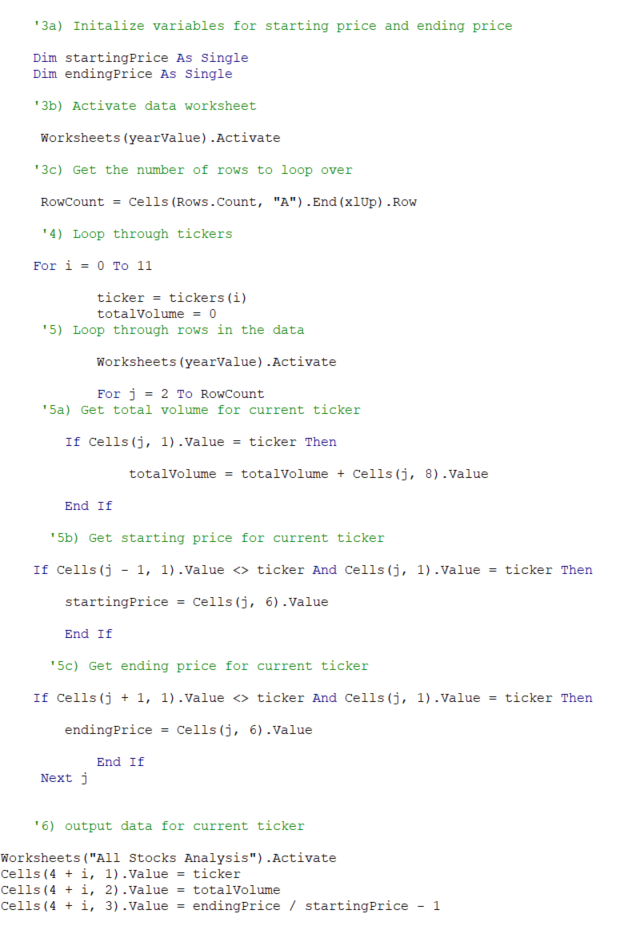 '3a) Initalize variables for starting price and ending price
Dim startingPrice As Single
Dim endingPrice As Single
'3b) Activate data worksheet
Worksheets(yearValue).Activate
'3c) Get the number of rows to loop over
RowCount = Cells(Rows.Count, "A").End(xlUp).Row
'4) Loop through tickers
For i = 0 To 11
ticker = tickers(i)
totalVolume = 0
'5) Loop through rows in the data
Worksheets(yearValue).Activate
For j = 2 To RowCount
'5a) Get total volume for current ticker
If Cells(j, 1).Value = ticker Then
totalVolume = totalVolume + Cells(j, 8).Value
End If
'5b) Get starting price for current ticker
If Cells(j - 1, 1).Value <> ticker And Cells(j, 1).Value = ticker Then
startingPrice = Cells(j, 6).Value
End If
'5c) Get ending price for current ticker
If Cells(j + 1, 1).Value <> ticker And Cells(j, 1).Value = ticker Then
endingPrice = Cells(j, 6).Value
End If
Next j
'6) output data for current ticker
Worksheets("All Stocks Analysis").Activate
Cells(4 + i, 1).Value = ticker
Cells(4 + i, 2).Value = totalVolume
Cells(4 + i, 3).Value = endingPrice / startingPrice - 1